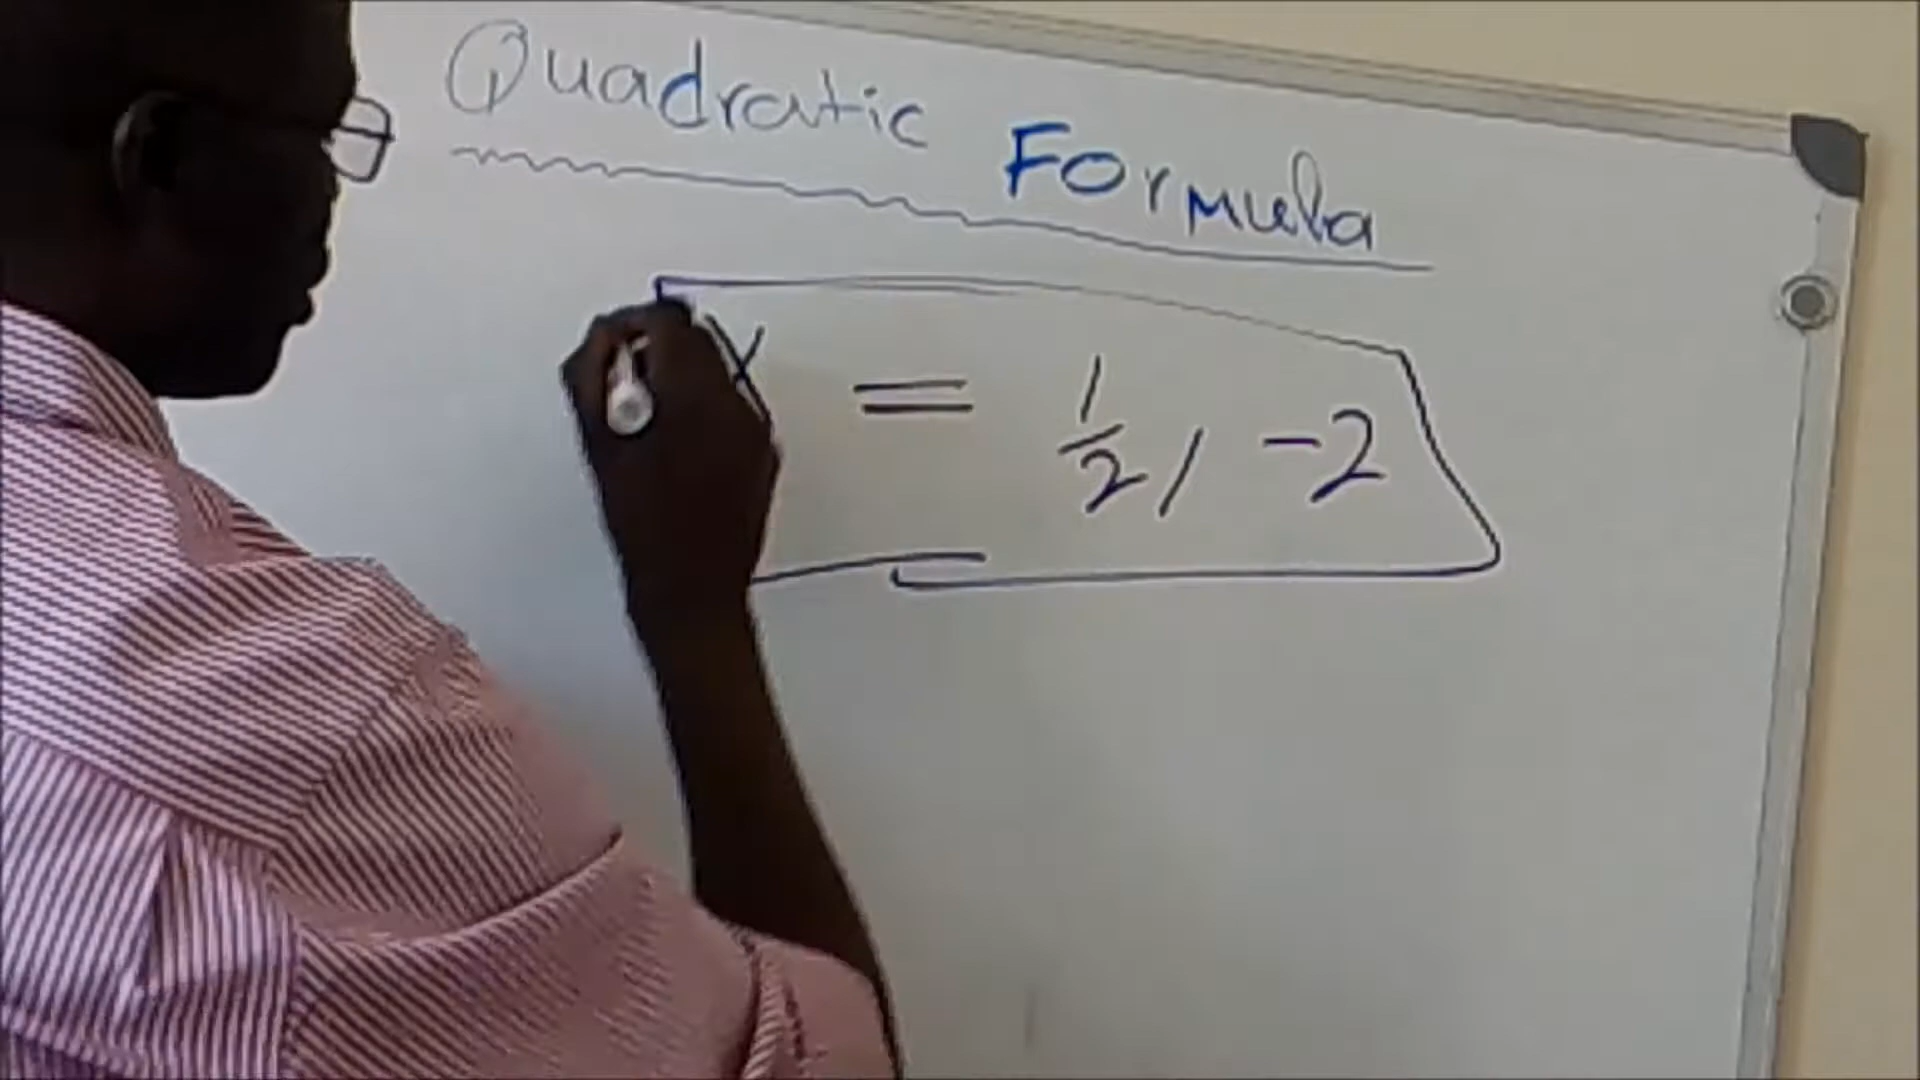 Quadratic Formula
X = 1/2, -2